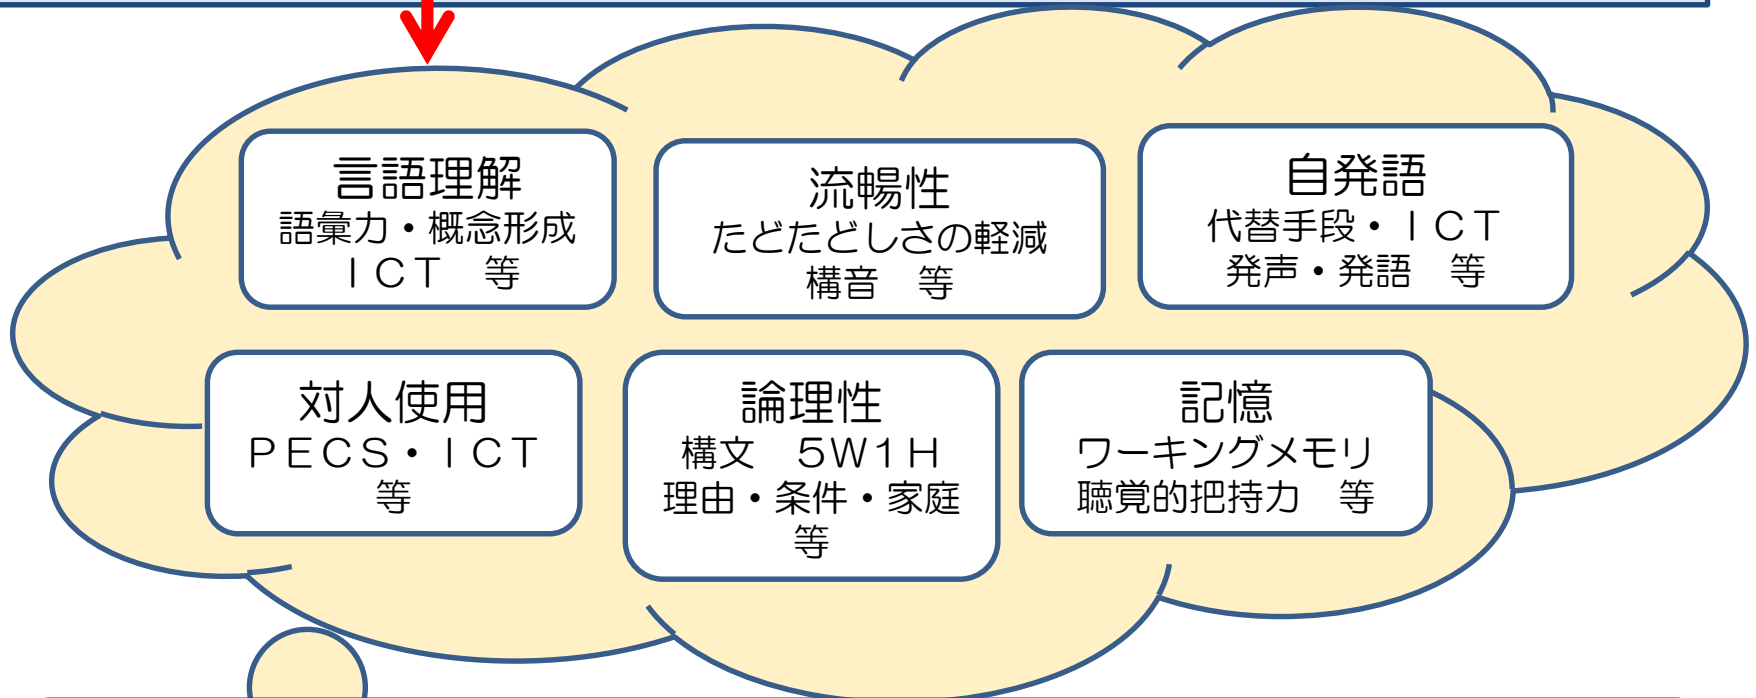 言語理解
語彙力・概念形成
ＩＣＴ　等
流暢性
たどたどしさの軽減
構音　等
自発語
代替手段・ＩＣＴ
発声・発語　等
対人使用
ＰＥＣＳ・ＩＣＴ
等
論理性
構文　５Ｗ１Ｈ
理由・条件・家庭
等
記憶
ワーキングメモリ
聴覚的把持力　等